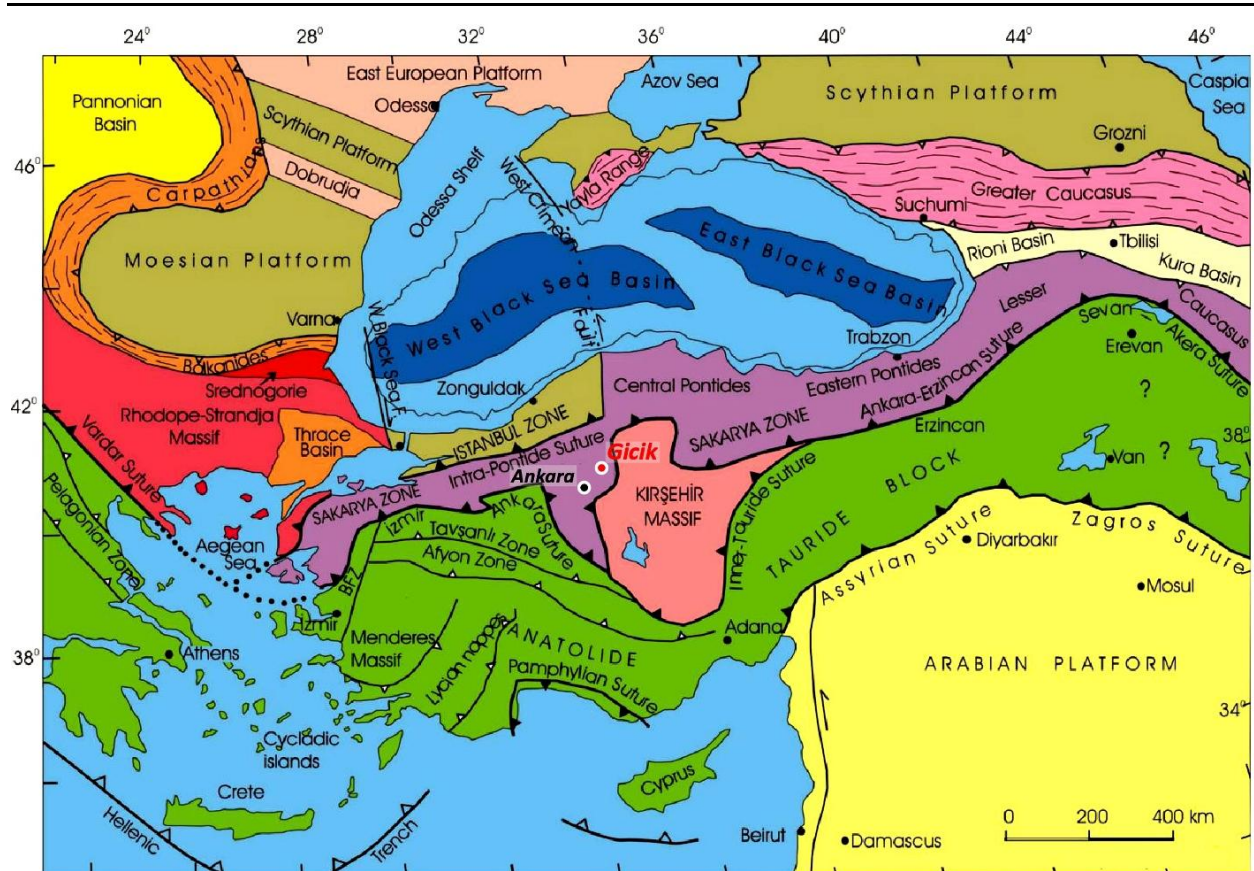 24° 28° 32° 36° 40° 44° 46°
East European Platform
Azov Sea
Caspia
Sea
Pannonian
Basin
Odessa
Scythian Platform
Scythian Platform
Grozni
46°
Dobrudja
Carpathians
Odessa Shelf
West Crimean
Fault
Yayla Range
Greater Caucasus
Suchumi
Moesian Platform
East Black Sea Basin
Rioni Basin
Tbilisi
Kura Basin
West Black Sea Basin
Varna
W.Black Sea F.
Lesser
Caucasus
Sevan
Akera Suture
Trabzon
Erevan
Balkanides
Srednogorie
Zonguldak
Central Pontides
Eastern Pontides
Ankara-Erzincan Suture
?
42°
Rhodope-Strandja
Massif
Thrace
Basin
ISTANBUL ZONE
SAKARYA ZONE
Erzincan
38°
Vardar Suture
Intra-Pontide Suture
Gicik
Ankara
Van
?
Pelagonian Zone
SAKARYA ZONE
KIRŞEHİR
MASSIF
BLOCK
Aegean
Sea
İzmir
Ankara Suture
Tavşanlı Zone
Afyon Zone
Inner-Tauride Suture
TAURIDE
Assyrian Suture
Zagros Suture
Diyarbakır
BFZ
Mosul
İzmir
Adana
38°
Athens
Menderes
Massif
Lycian nappes
ANATOLIDE
Pamphylian Suture
ARABIAN PLATFORM
34°
Cycladic
islands
Crete
Cyprus
Hellenic
Trench
Beirut
Damascus
0 200 400 km